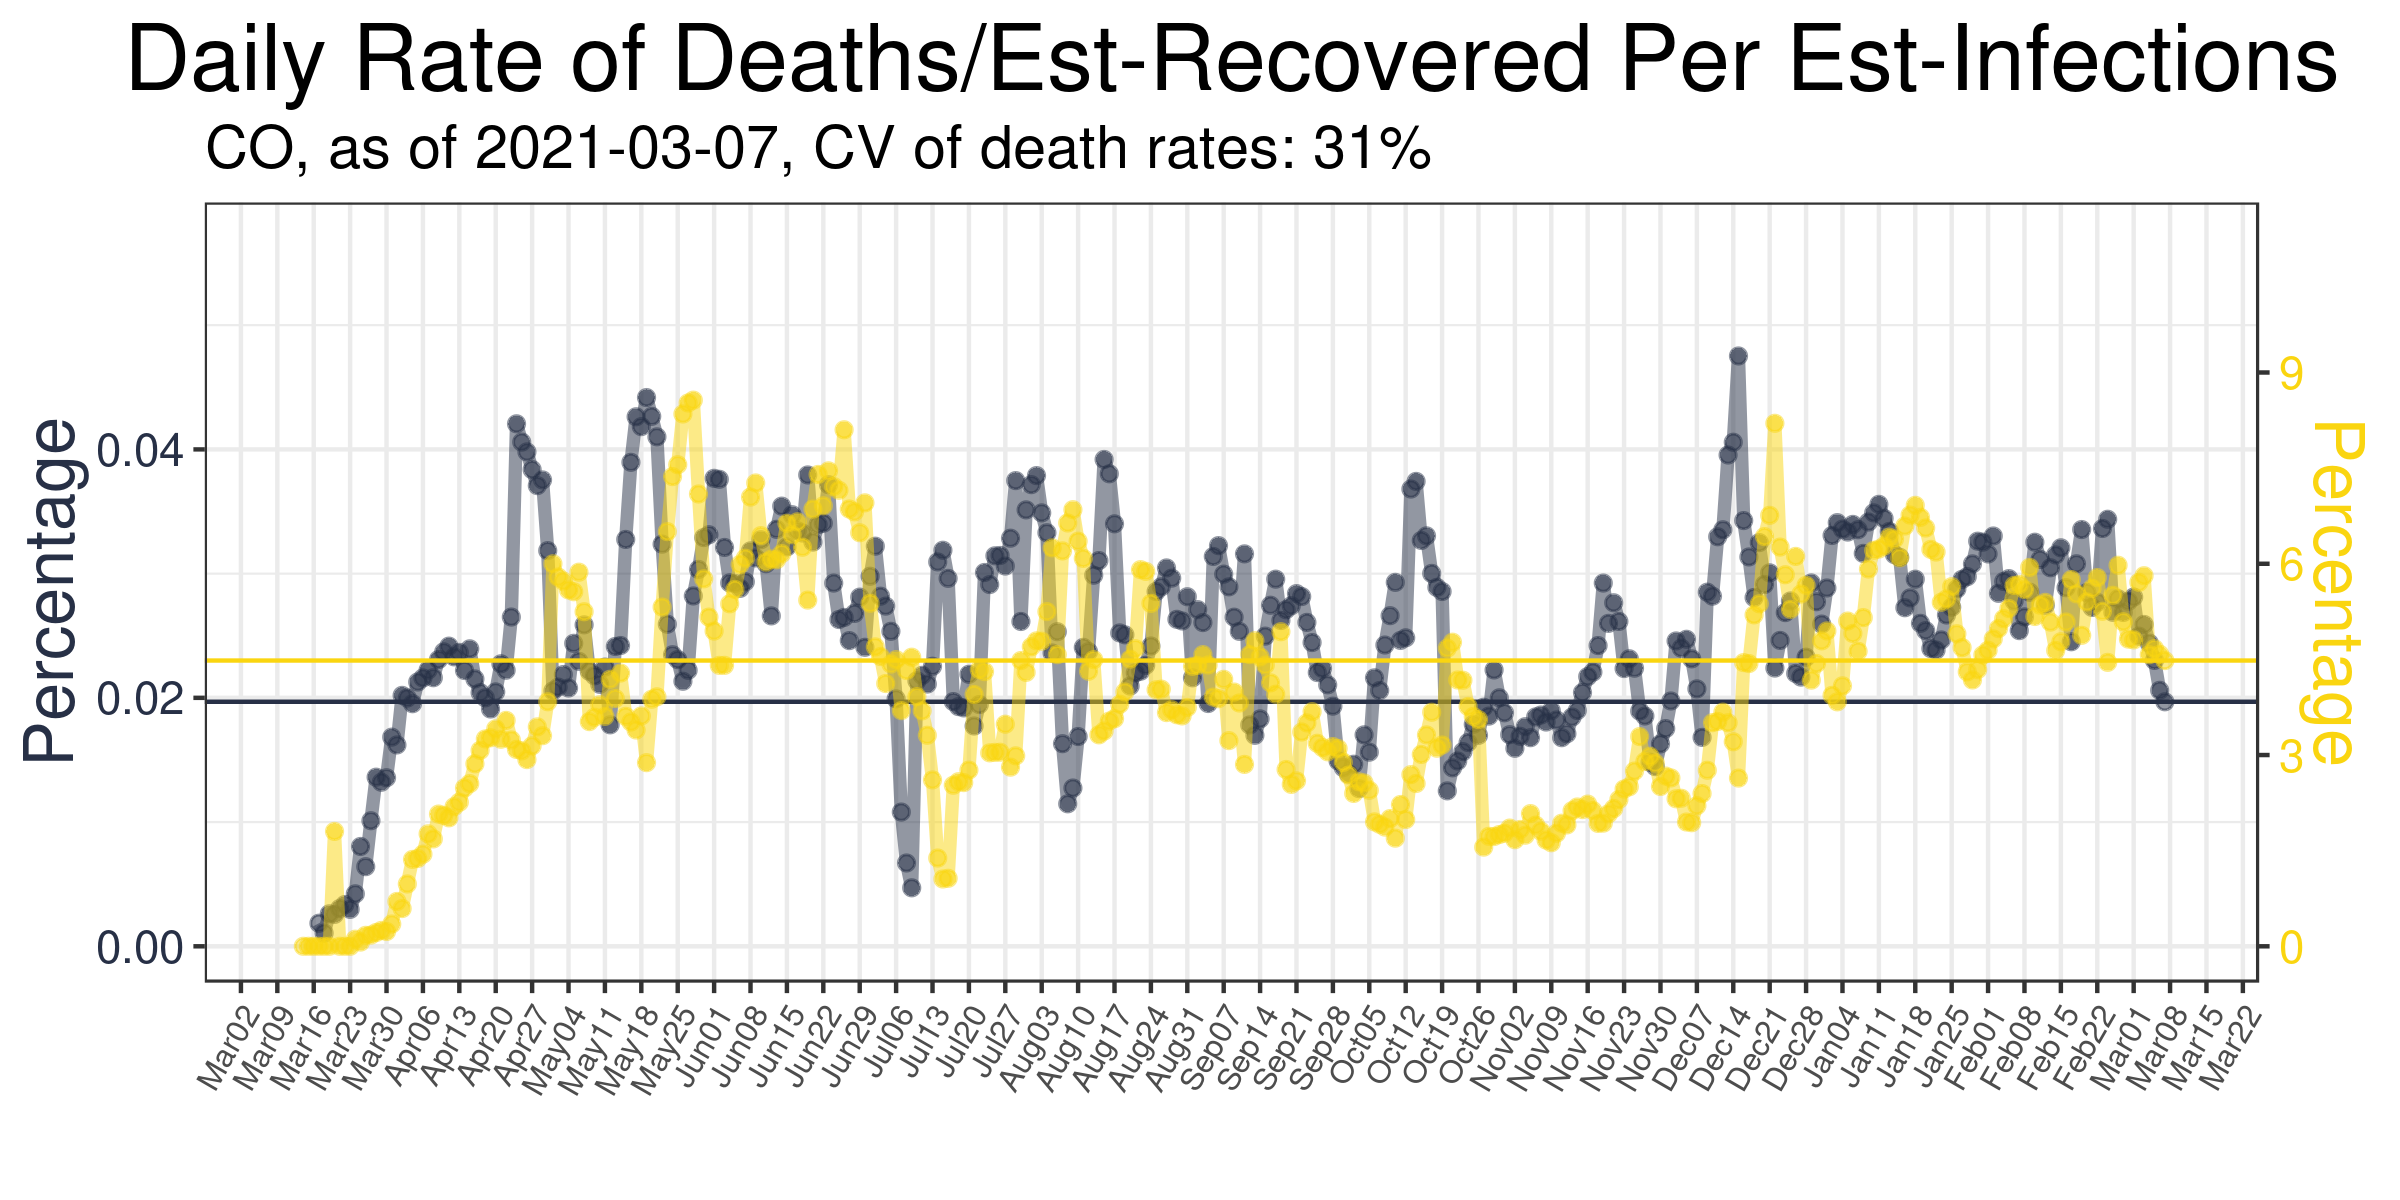 Daily Rate of Deaths/Est-Recovered Per Est-Infections
CO, as of 2021-03-07, CV of death rates: 31%
Percentage
0.04
0.02
0.00
9
6
3
0
Percentage
Mar02
Mar09
Mar16
Mar23
Mar30
Apr06
Apr13
Apr20
Apr27
May04
May11
May18
May25
Jun01
Jun08
Jun15
Jun22
Jun29
Jul06
Jul13
Jul20
Jul27
Aug03
Aug10
Aug17
Aug24
Aug31
Sep07
Sep14
Sep21
Sep28
Oct05
Oct12
Oct19
Oct26
Nov02
Nov09
Nov16
Nov23
Nov30
Dec07
Dec14
Dec21
Dec28
Jan04
Jan11
Jan18
Jan25
Feb01
Feb08
Feb15
Feb22
Mar01
Mar08
Mar15
Mar22